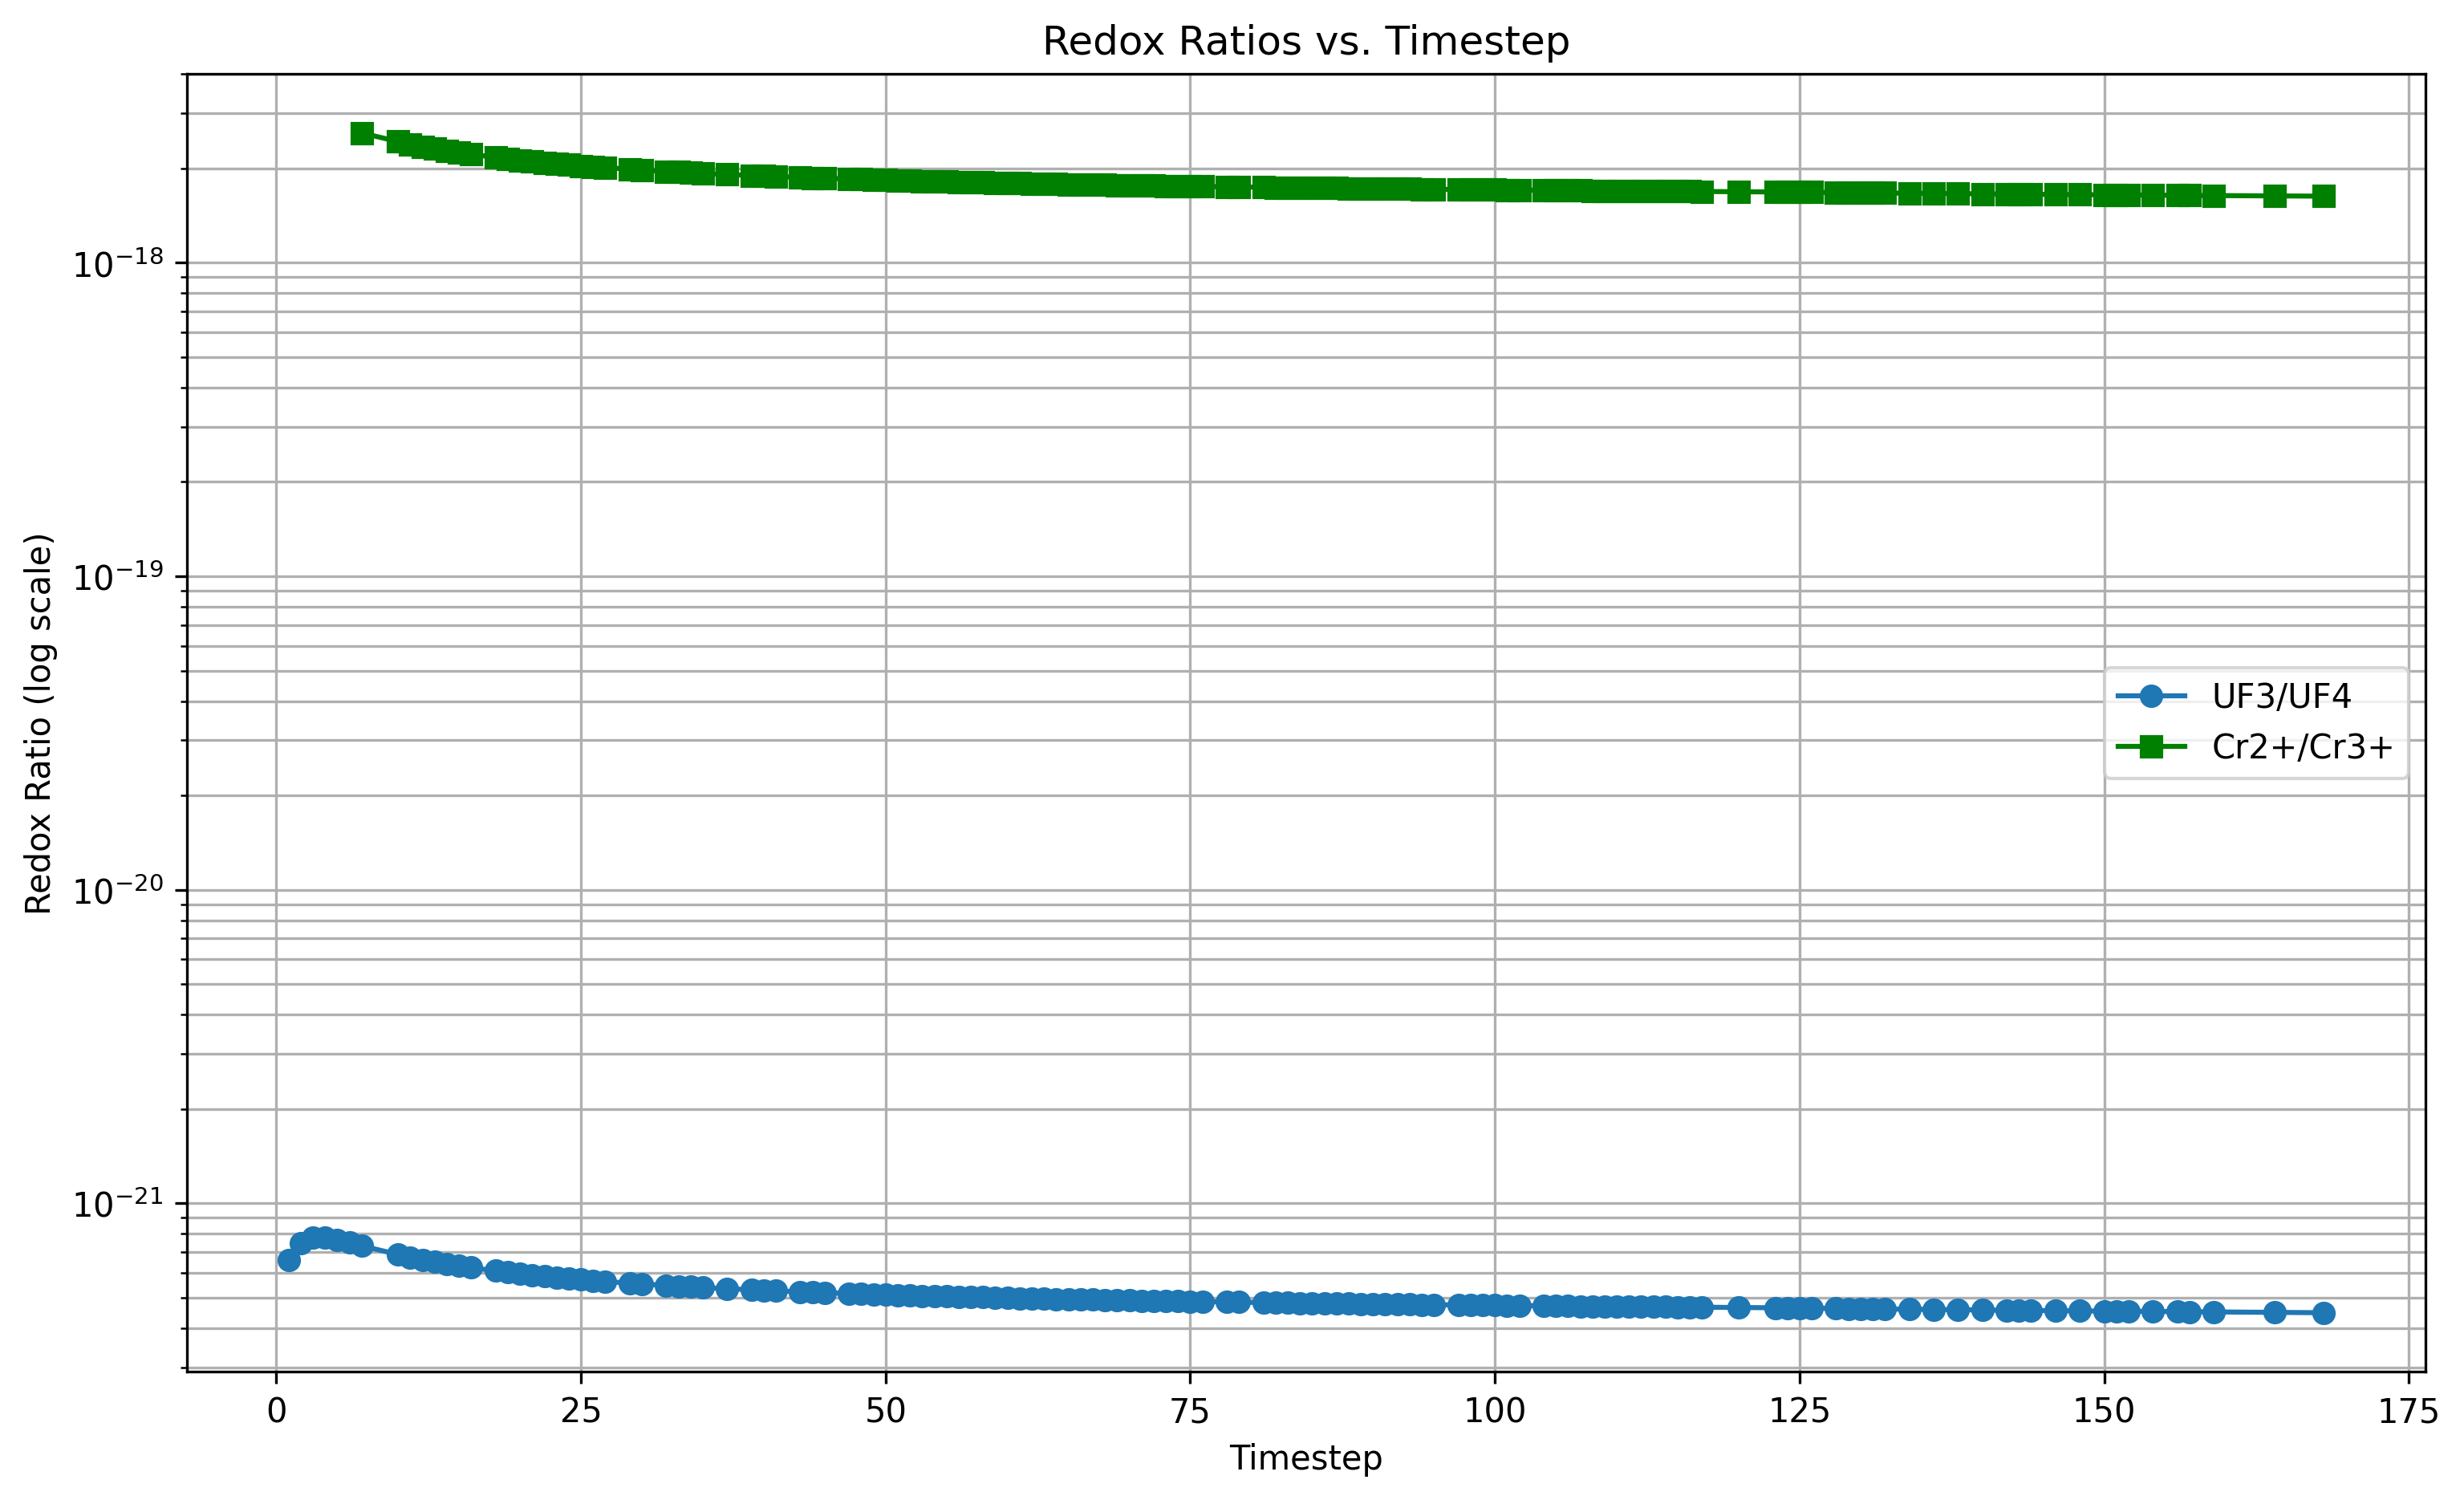 Redox Ratios vs. Timestep
Redox Ratio (log scale)
10⁻¹⁸
10⁻¹⁹
10⁻²⁰
10⁻²¹
UF3/UF4
Cr2+/Cr3+
0 25 50 75 100 125 150 175
Timestep